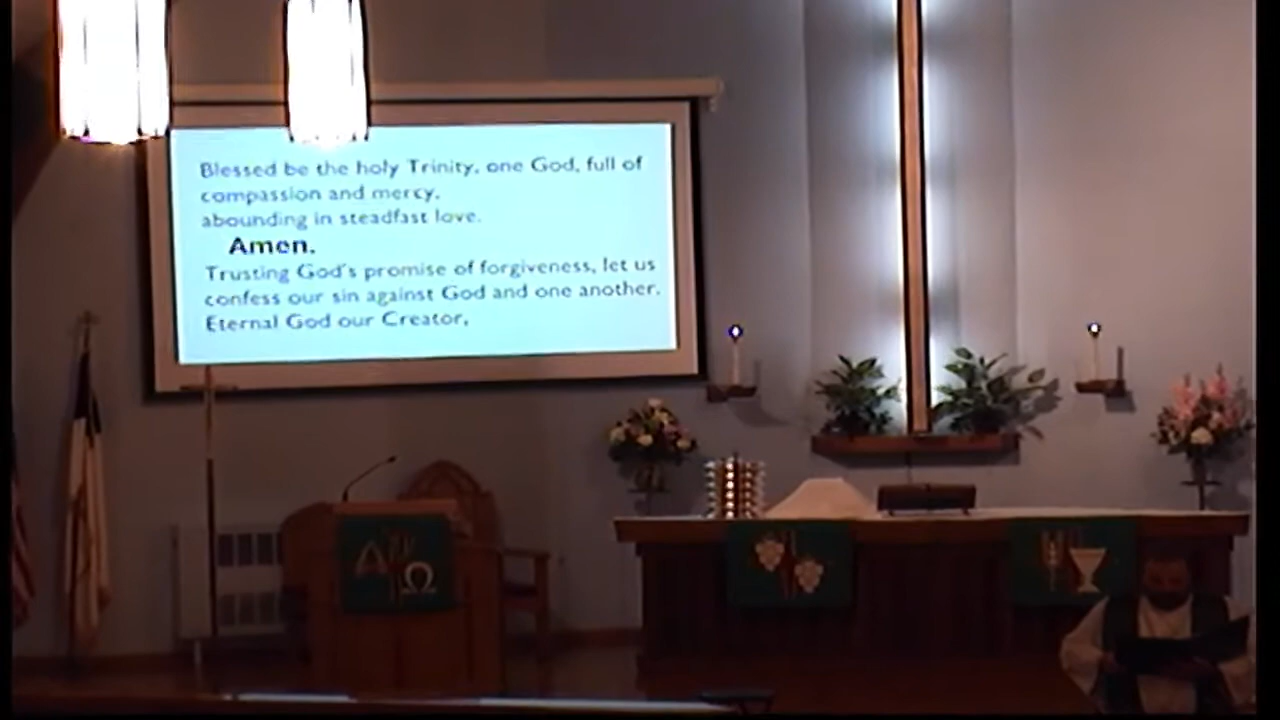 Blessed be the holy Trinity, one God, full of
compassion and mercy,
abounding in steadfast love.
Amen.
Trusting God's promise of forgiveness, let us
confess our sin against God and one another.
Eternal God our Creator,
Α
Ω